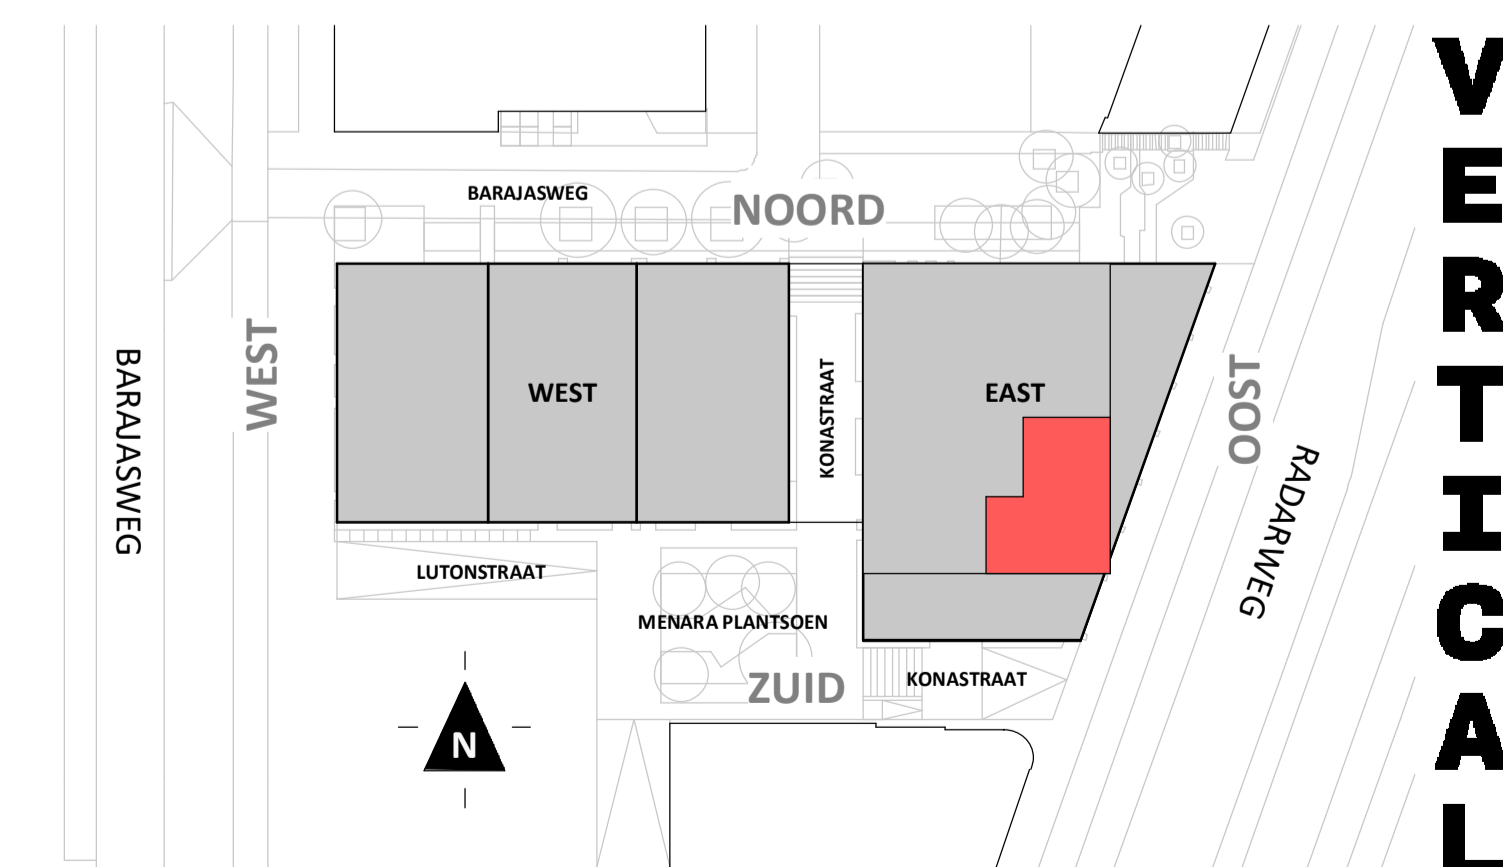 BARAJASWEG
NOORD
WEST
BARAJASWEG
WEST
KONASTRAAT
EAST
OOST
RADARWEG
LUTONSTRAAT
MENARA PLANTSOEN
ZUID
KONASTRAAT
N
VERTICAL